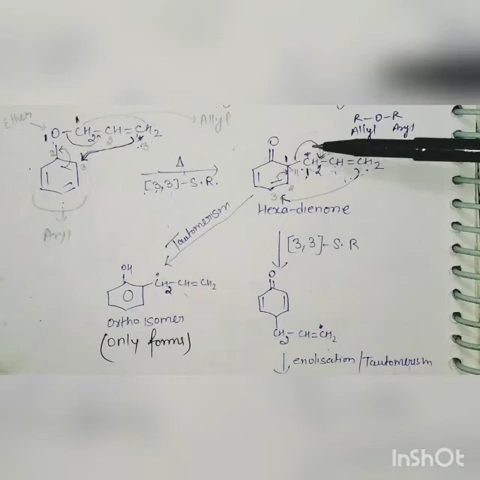 Ether
O-CH₂-CH=CH₂
Allyl
R-O-R
Allyl Aryl
O
CH₂-CH=CH₂
Δ
[3,3]-S.R.
Aryl
Hexa-dienone
Tautomerism
[3,3]-S.R
OH
CH₂-CH=CH₂
Ortho Isomer
(only forms)
O
CH₂-CH=CH₂
enolisation/Tautomerism
InShOt